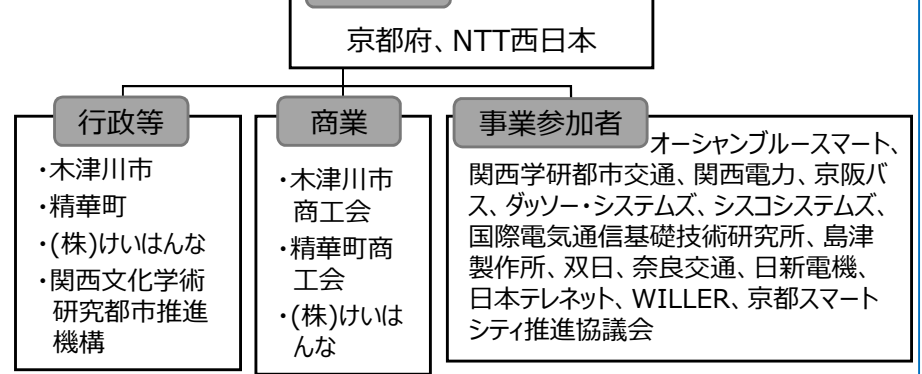 京都府、NTT西日本
行政等
・木津川市
・精華町
・(株)けいはんな
・関西文化学術
研究都市推進
機構
商業
・木津川市
商工会
・精華町商
工会
・(株)けいは
んな
事業参加者
オーシャンブルースマート、
関西学研都市交通、関西電力、京阪バ
ス、ダッソー・システムズ、シスコシステムズ、
国際電気通信基礎技術研究所、島津
製作所、双日、奈良交通、日新電機、
日本テレネット、WILLER、京都スマート
シティ推進協議会